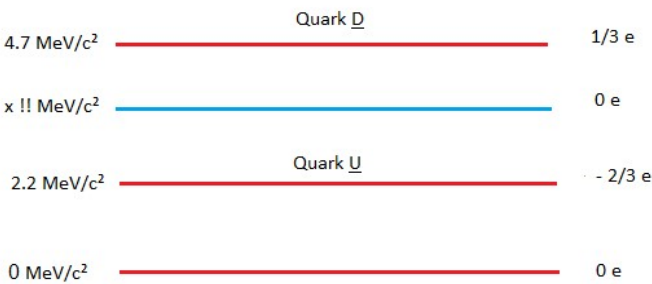 Quark D
4.7 MeV/c² 1/3 e
x !! MeV/c² 0 e
Quark U
2.2 MeV/c² - 2/3 e
0 MeV/c² 0 e